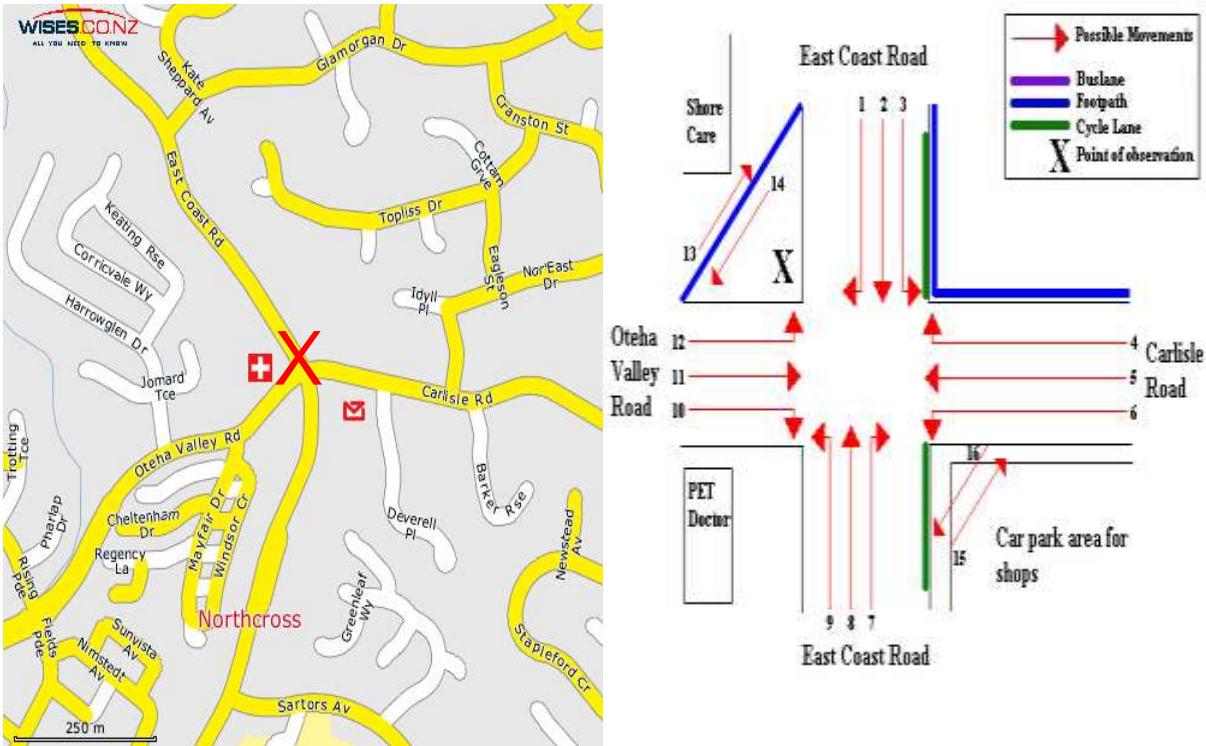 WISES.CO.NZ
ALL YOU NEED TO KNOW
Kate
Sheppard Av
Glamorgan Dr
Cranston St
Cottam
Grve
East Coast Rd
Topliss Dr
Keating Rse
Corricvale Wy
Harrowglen Dr
Eagleson
St
Nor'East
Dr
Idyll
Pl
X
Jomard
Tce
Carlisle Rd
Oteha Valley Rd
Trotting
Tce
Barker Rse
Pharlap
Dr
Cheltenham
Dr
Mayfair Dr
Windsor Cr
Deverell
Pl
Newstead
Av
Regency
La
Rising
Pde
Greenleaf
Wy
Northcross
Fields
Pde
Sunvista
Av
Nimstedt
Av
Stapleford Cr
Sartors Av
250 m
Possible Movements
Buslane
Footpath
Cycle Lane
X Point of observation
East Coast Road
Shore
Care
1 2 3
14
13
X
Oteha
Valley
Road
12
11
10
4
5
6
Carlisle
Road
16
PET
Doctor
15
Car park area for
shops
9 8 7
East Coast Road